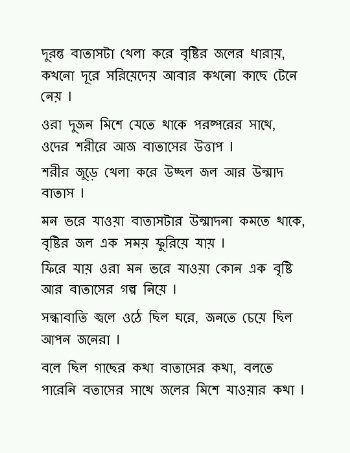 দুরন্ত বাতাসটা খেলা করে বৃষ্টির জলের ধারায়,
কখনো দূরে সরিয়েদেয় আবার কখনো কাছে টেনে
নেয় ।
ওরা দুজন মিশে যেতে থাকে পরষ্পরের সাথে,
ওদের শরীরে আজ বাতাসের উত্তাপ ।
শরীর জুড়ে খেলা করে উচ্ছল জল আর উন্মাদ
বাতাস ।
মন ভরে যাওয়া বাতাসটার উন্মাদনা কমতে থাকে,
বৃষ্টির জল এক সময় ফুরিয়ে যায় ।
ফিরে যায় ওরা মন ভরে যাওয়া কোন এক বৃষ্টি
আর বাতাসের গল্প নিয়ে ।
সন্ধাবাতি জ্বলে ওঠে ছিল ঘরে, জনতে চেয়ে ছিল
আপন জনেরা ।
বলে ছিল গাছের কথা বাতাসের কথা, বলতে
পারেনি বতাসের সাথে জলের মিশে যাওয়ার কথা ।